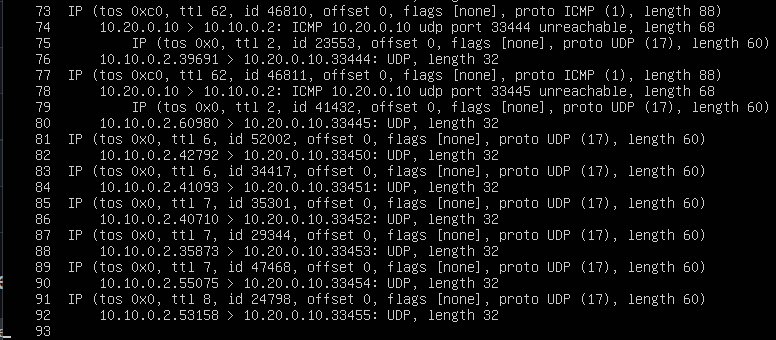 73  IP (tos 0xc0, ttl 62, id 46810, offset 0, flags [none], proto ICMP (1), length 88)
74      10.20.0.10 > 10.10.0.2: ICMP 10.20.0.10 udp port 33444 unreachable, length 68
75          IP (tos 0x0, ttl 2, id 23553, offset 0, flags [none], proto UDP (17), length 60)
76      10.10.0.2.39691 > 10.20.0.10.33444: UDP, length 32
77  IP (tos 0xc0, ttl 62, id 46811, offset 0, flags [none], proto ICMP (1), length 88)
78      10.20.0.10 > 10.10.0.2: ICMP 10.20.0.10 udp port 33445 unreachable, length 68
79          IP (tos 0x0, ttl 2, id 41432, offset 0, flags [none], proto UDP (17), length 60)
80      10.10.0.2.60980 > 10.20.0.10.33445: UDP, length 32
81  IP (tos 0x0, ttl 6, id 52002, offset 0, flags [none], proto UDP (17), length 60)
82      10.10.0.2.42792 > 10.20.0.10.33450: UDP, length 32
83  IP (tos 0x0, ttl 6, id 34417, offset 0, flags [none], proto UDP (17), length 60)
84      10.10.0.2.41093 > 10.20.0.10.33451: UDP, length 32
85  IP (tos 0x0, ttl 7, id 35301, offset 0, flags [none], proto UDP (17), length 60)
86      10.10.0.2.40710 > 10.20.0.10.33452: UDP, length 32
87  IP (tos 0x0, ttl 7, id 29344, offset 0, flags [none], proto UDP (17), length 60)
88      10.10.0.2.35873 > 10.20.0.10.33453: UDP, length 32
89  IP (tos 0x0, ttl 7, id 47468, offset 0, flags [none], proto UDP (17), length 60)
90      10.10.0.2.55075 > 10.20.0.10.33454: UDP, length 32
91  IP (tos 0x0, ttl 8, id 24798, offset 0, flags [none], proto UDP (17), length 60)
92      10.10.0.2.53158 > 10.20.0.10.33455: UDP, length 32
93